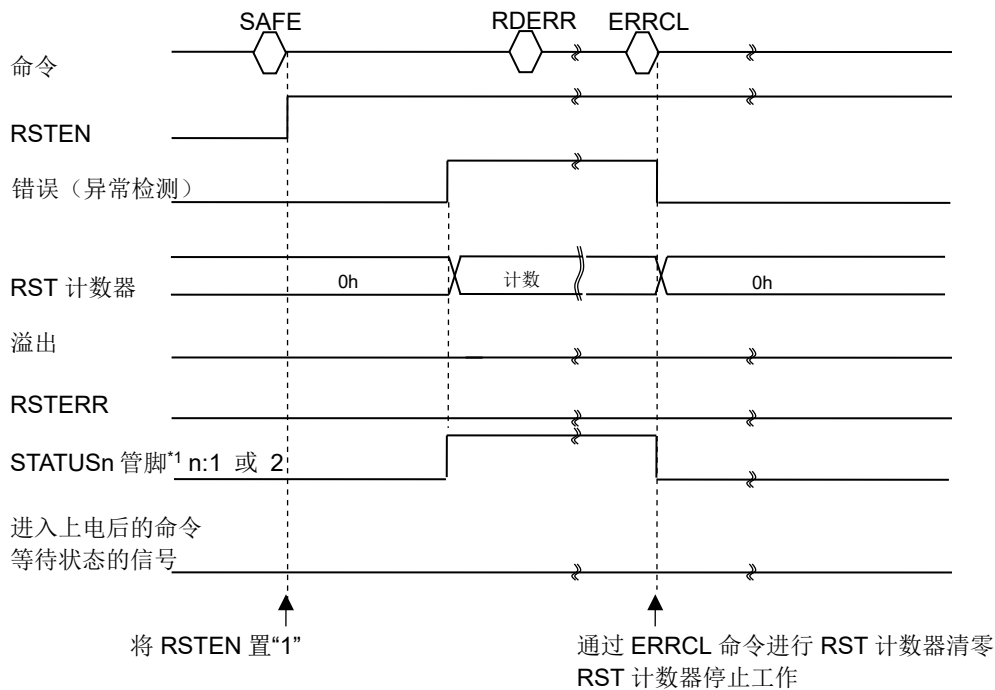 SAFE RDERR ERRCL
命令
RSTEN
错误（异常检测）
RST 计数器 0h 计数 0h
溢出
RSTERR
STATUSn 管脚*1 n:1 或 2
进入上电后的命令
等待状态的信号
将 RSTEN 置“1”
通过 ERRCL 命令进行 RST 计数器清零
RST 计数器停止工作